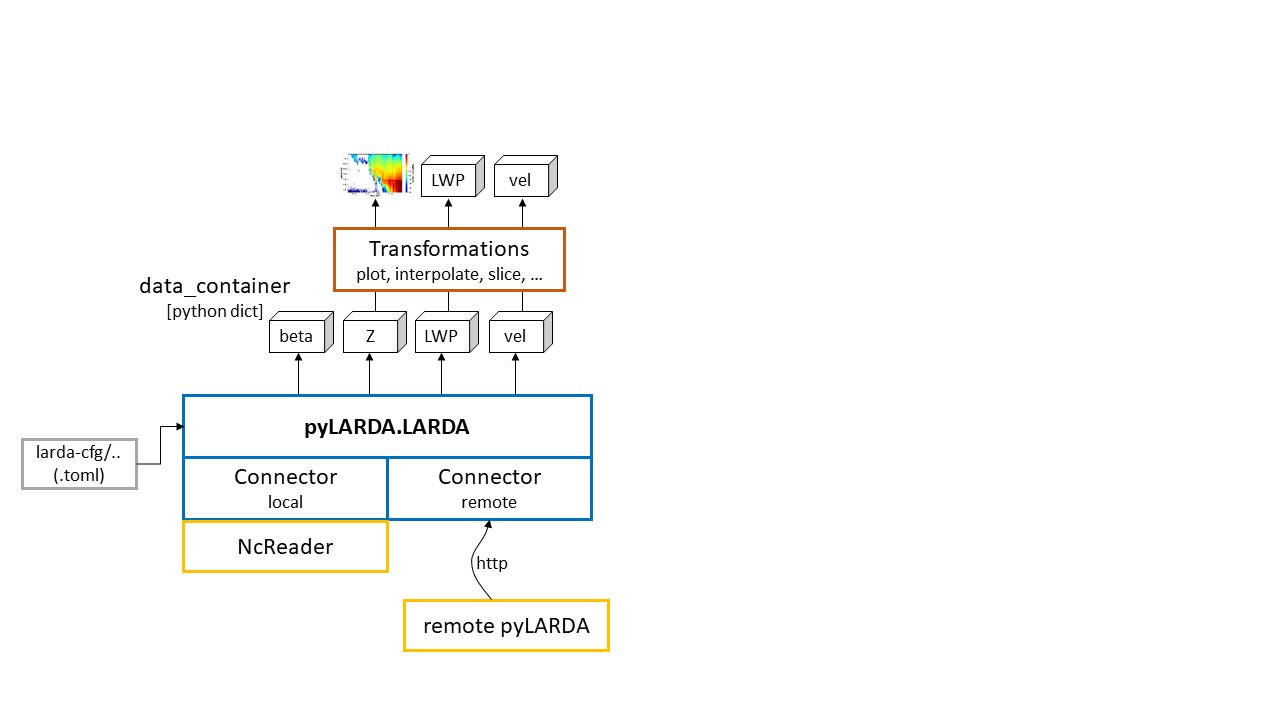 LWP
vel
Transformations
plot, interpolate, slice, ...
data_container
[python dict]
beta
Z
LWP
vel
pyLARDA.LARDA
larda-cfg/..
(.toml)
Connector
local
Connector
remote
NcReader
http
remote pyLARDA